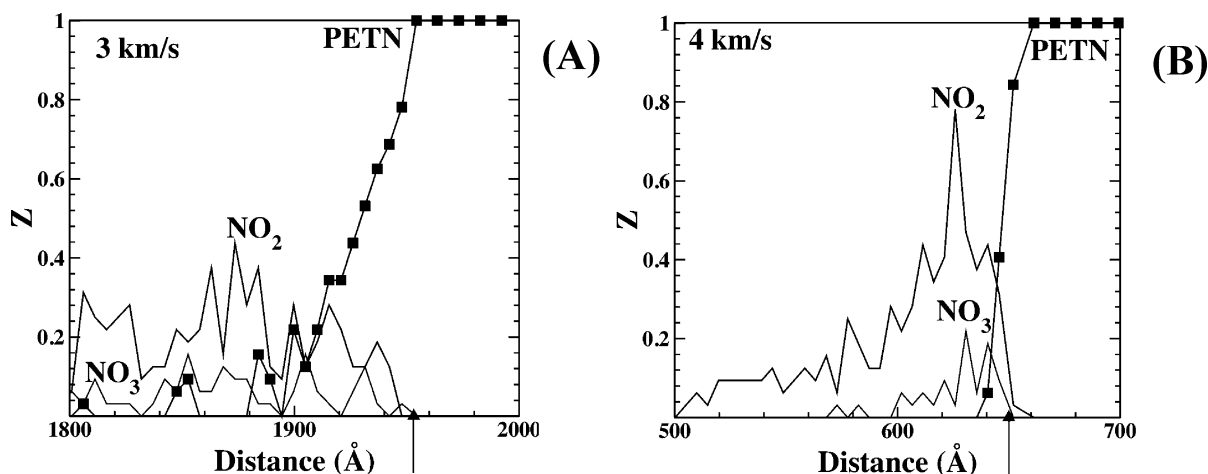 1
0.8
0.6
0.4
0.2
Z
3 km/s
PETN
(A)
NO2
NO3
1800
1900
2000
Distance (Å)
1
0.8
0.6
0.4
0.2
Z
4 km/s
PETN
(B)
NO2
NO3
500
600
700
Distance (Å)